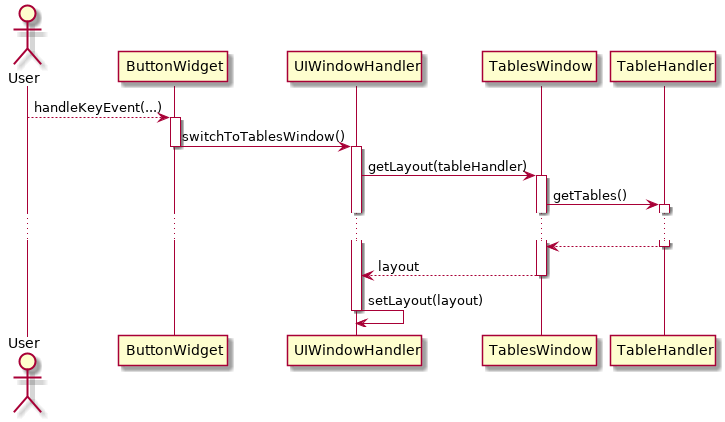 User
ButtonWidget
UIWindowHandler
TablesWindow
TableHandler
handleKeyEvent(...)
switchToTablesWindow()
getLayout(tableHandler)
getTables()
layout
setLayout(layout)
User
ButtonWidget
UIWindowHandler
TablesWindow
TableHandler